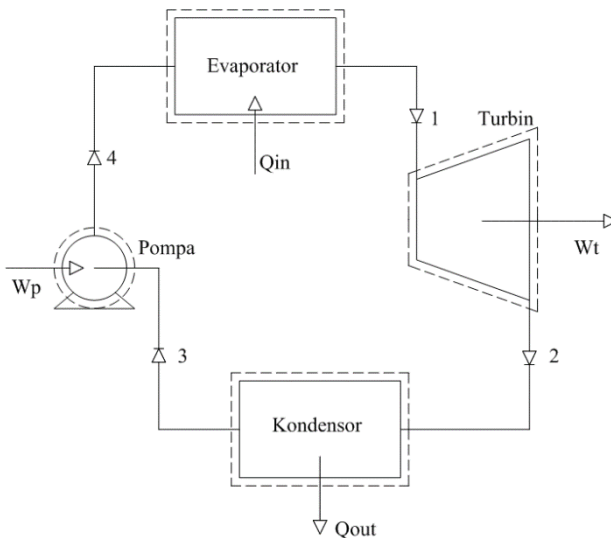 Evaporator
1
Turbin
4
Qin
Pompa
Wt
Wp
3
2
Kondensor
Qout